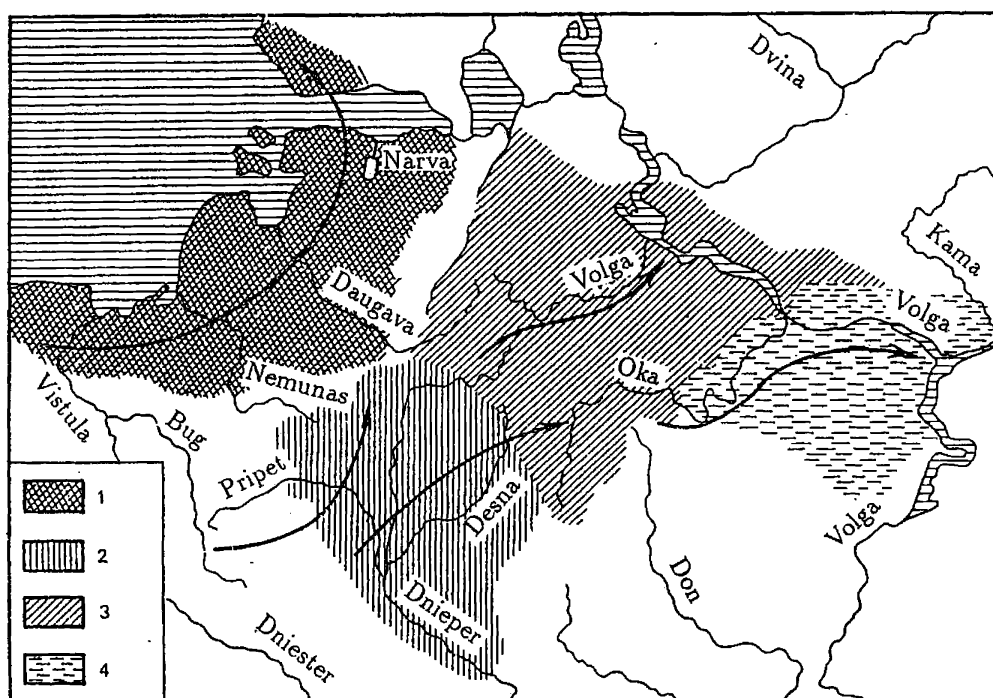 Dvina
Narva
Kama
Volga
Daugava
Volga
Oka
Nemunas
Vistula
Bug
Pripet
Desna
Volga
Don
Dnieper
Dniester
1
2
3
4